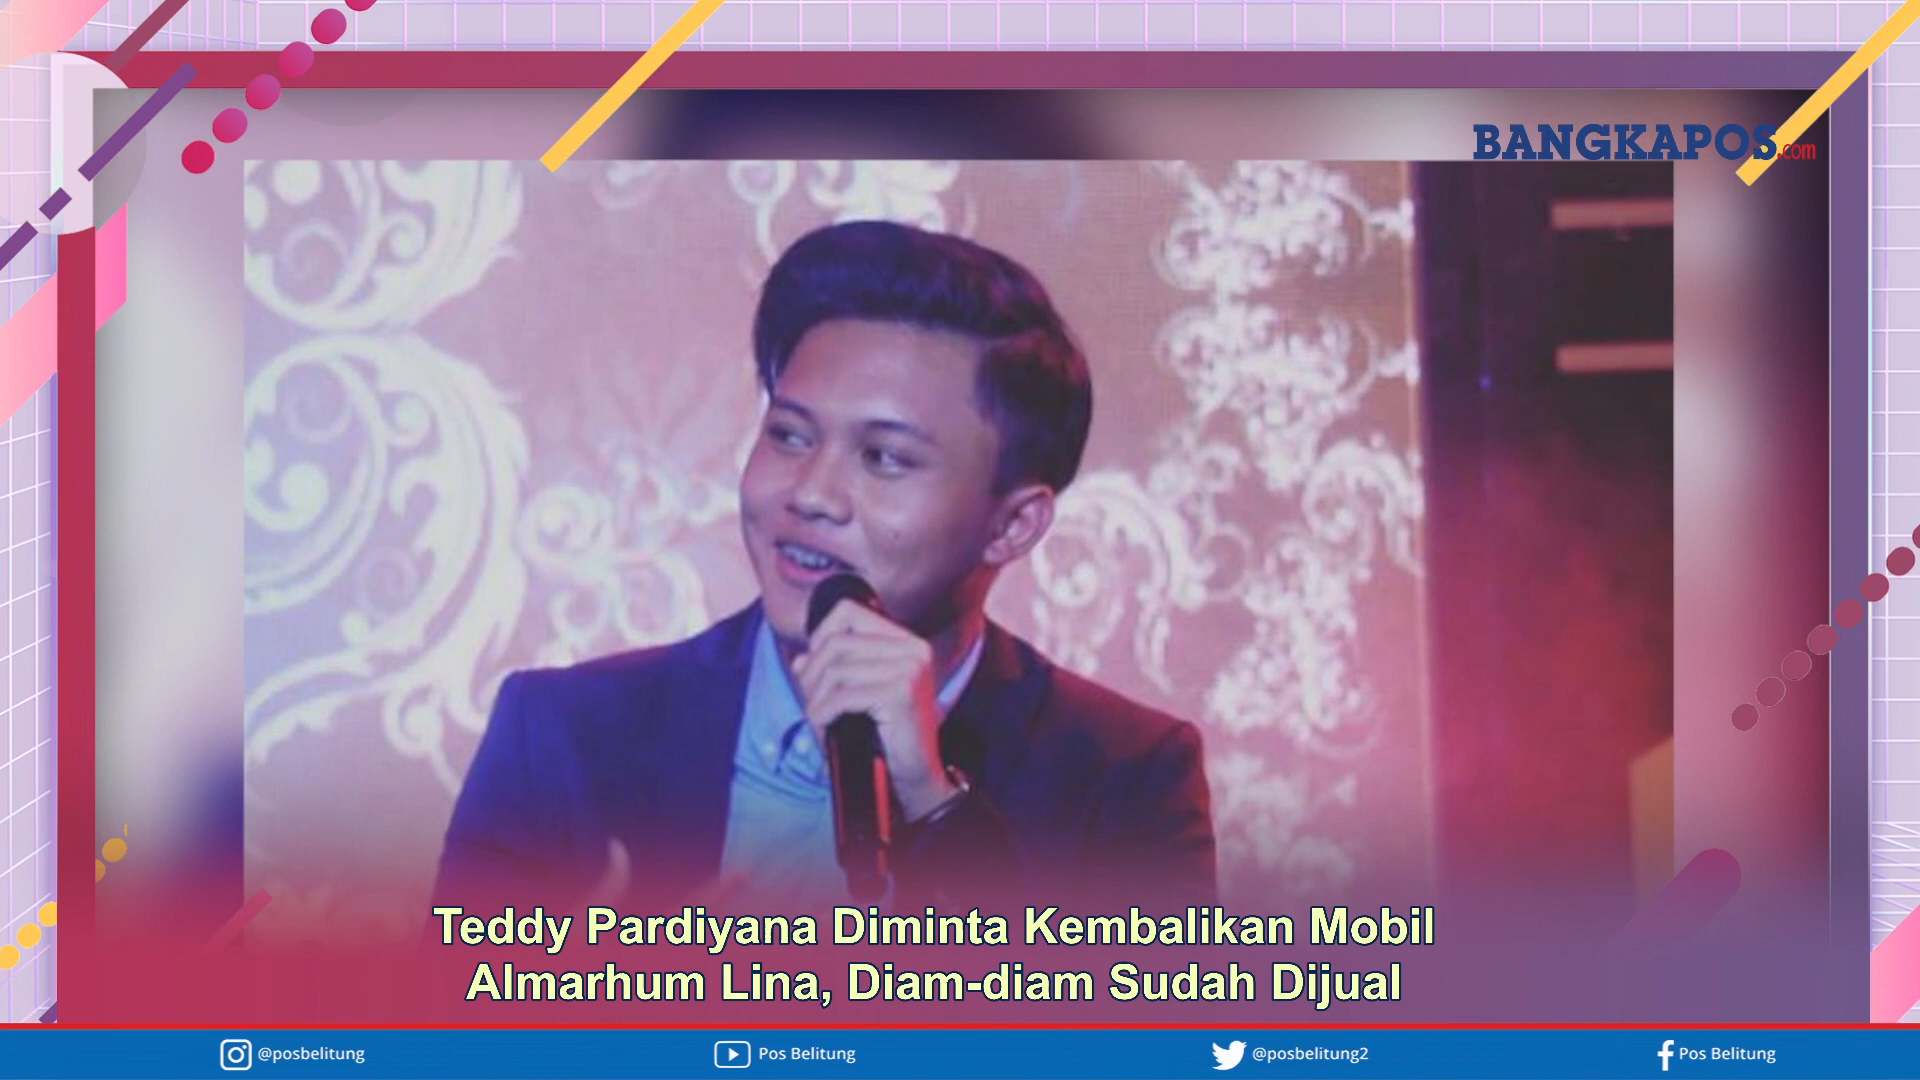 BANGKAPOS.com
Teddy Pardiyana Diminta Kembalikan Mobil
Almarhum Lina, Diam-diam Sudah Dijual
@posbelitung
Pos Belitung
@posbelitung2
Pos Belitung